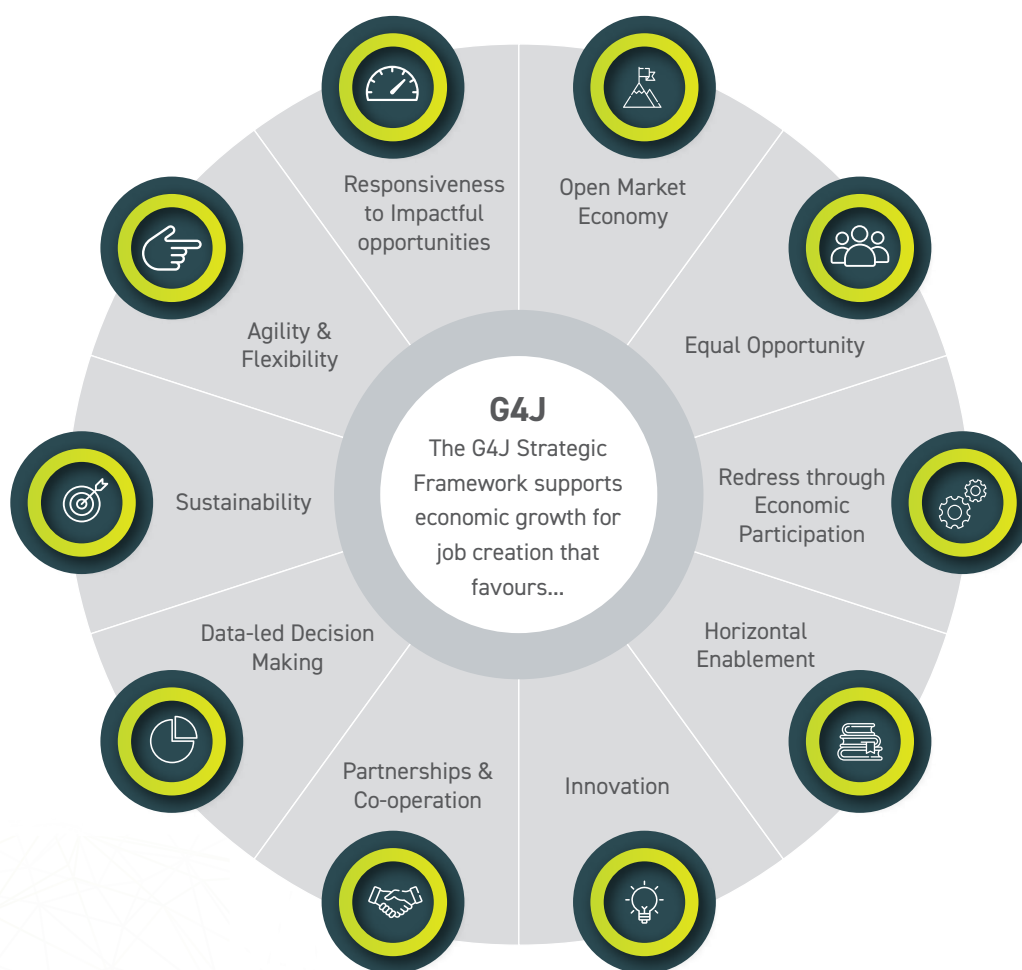 Responsiveness
to Impactful
opportunities
Open Market
Economy
Equal Opportunity
Redress through
Economic
Participation
Horizontal
Enablement
Innovation
Partnerships &
Co-operation
Data-led Decision
Making
Sustainability
Agility &
Flexibility
G4J
The G4J Strategic
Framework supports
economic growth for
job creation that
favours...